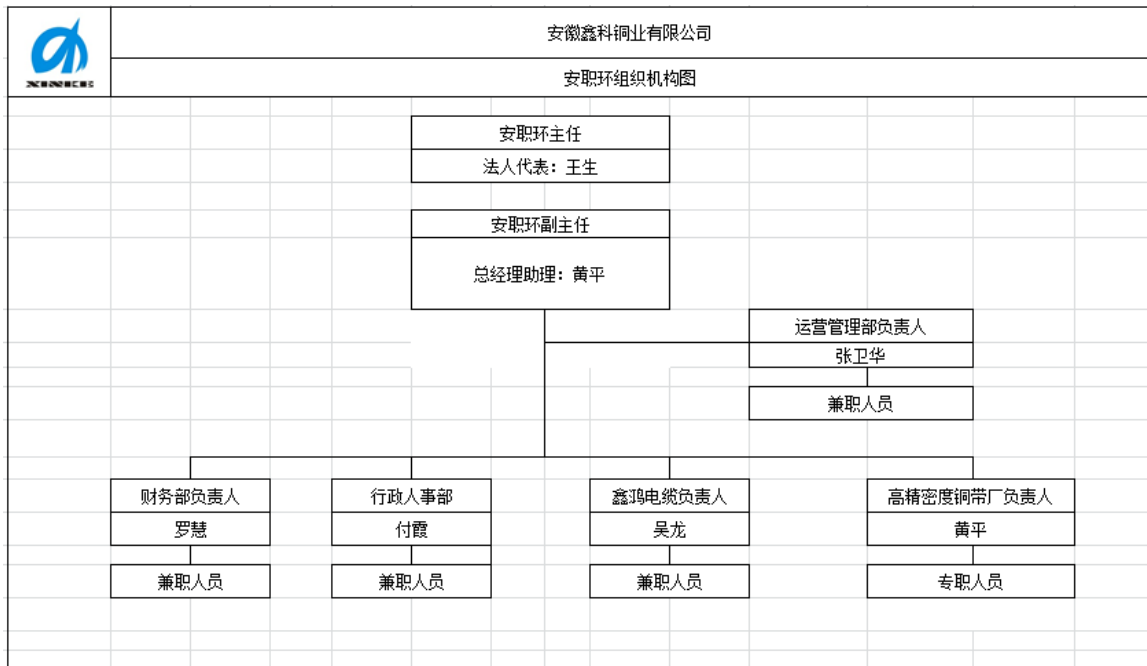 XINKE
安徽鑫科铜业有限公司
安职环组织机构图
安职环主任
法人代表：王生
安职环副主任
总经理助理：黄平
运营管理部负责人
张卫华
兼职人员
财务部负责人
行政人事部
鑫鸿电缆负责人
高精密度铜带厂负责人
罗慧
付霞
吴龙
黄平
兼职人员
兼职人员
兼职人员
专职人员